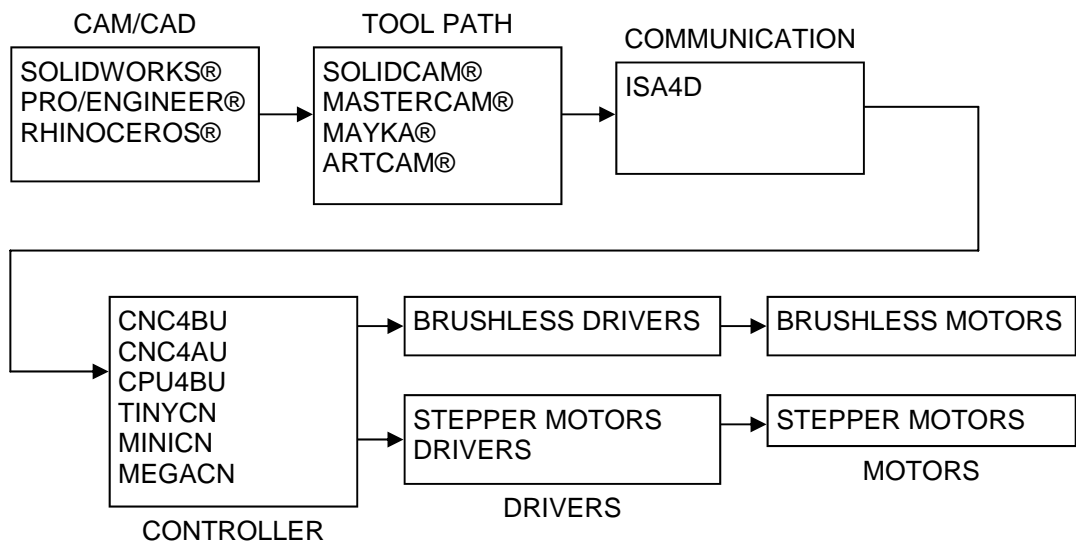 CAM/CAD
SOLIDWORKS®
PRO/ENGINEER®
RHINOCEROS®
TOOL PATH
SOLIDCAM®
MASTERCAM®
MAYKA®
ARTCAM®
COMMUNICATION
ISA4D
CNC4BU
CNC4AU
CPU4BU
TINYCN
MINICN
MEGACN
CONTROLLER
BRUSHLESS DRIVERS
STEPPER MOTORS
DRIVERS
DRIVERS
BRUSHLESS MOTORS
STEPPER MOTORS
MOTORS